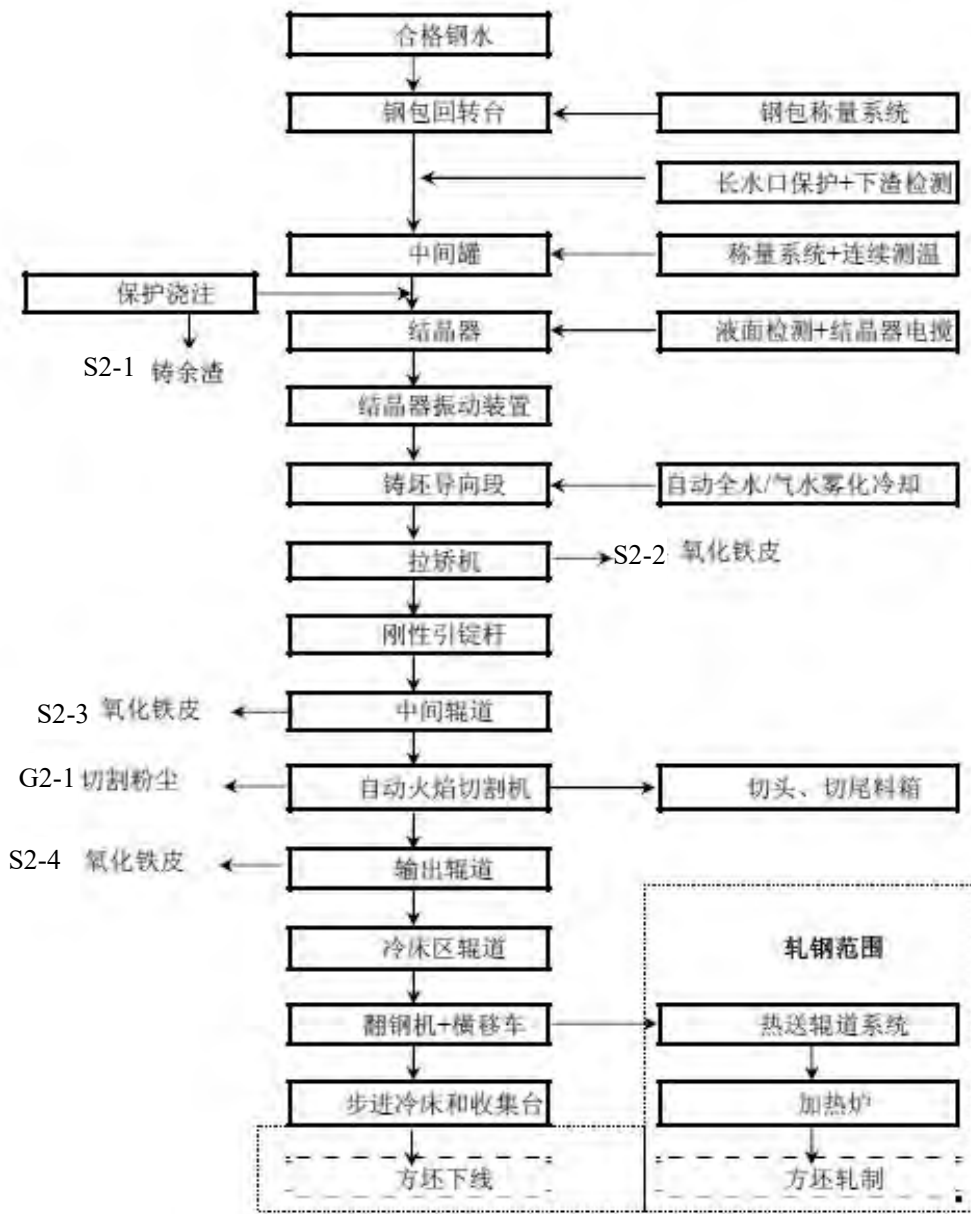 合格钢水
钢包回转台
钢包称量系统
长水口保护+下渣检测
中间罐
称量系统+连续测温
保护浇注
结晶器
液面检测+结晶器电搅
S2-1 铸余渣
结晶器振动装置
铸坯导向段
自动全水/气水雾化冷却
拉矫机
S2-2 氧化铁皮
刚性引锭杆
S2-3 氧化铁皮
中间辊道
G2-1 切割粉尘
自动火焰切割机
切头、切尾料箱
S2-4 氧化铁皮
输出辊道
冷床区辊道
轧钢范围
翻钢机+横移车
热送辊道系统
步进冷床和收集台
加热炉
方坯下线
方坯轧制